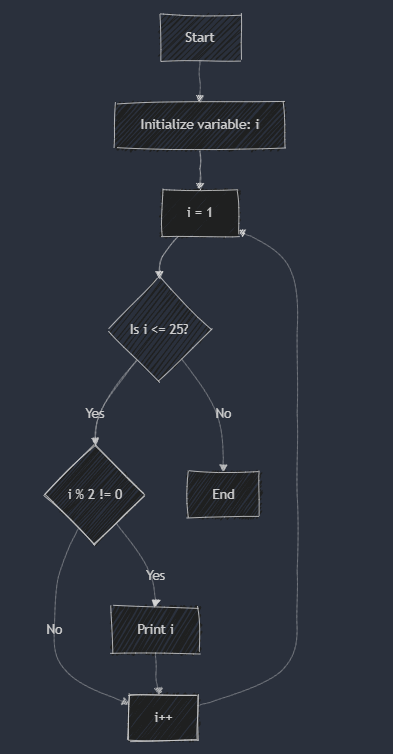 Start
Initialize variable: i
i = 1
Is i <= 25?
Yes
No
i % 2 != 0
End
Yes
No
Print i
i++